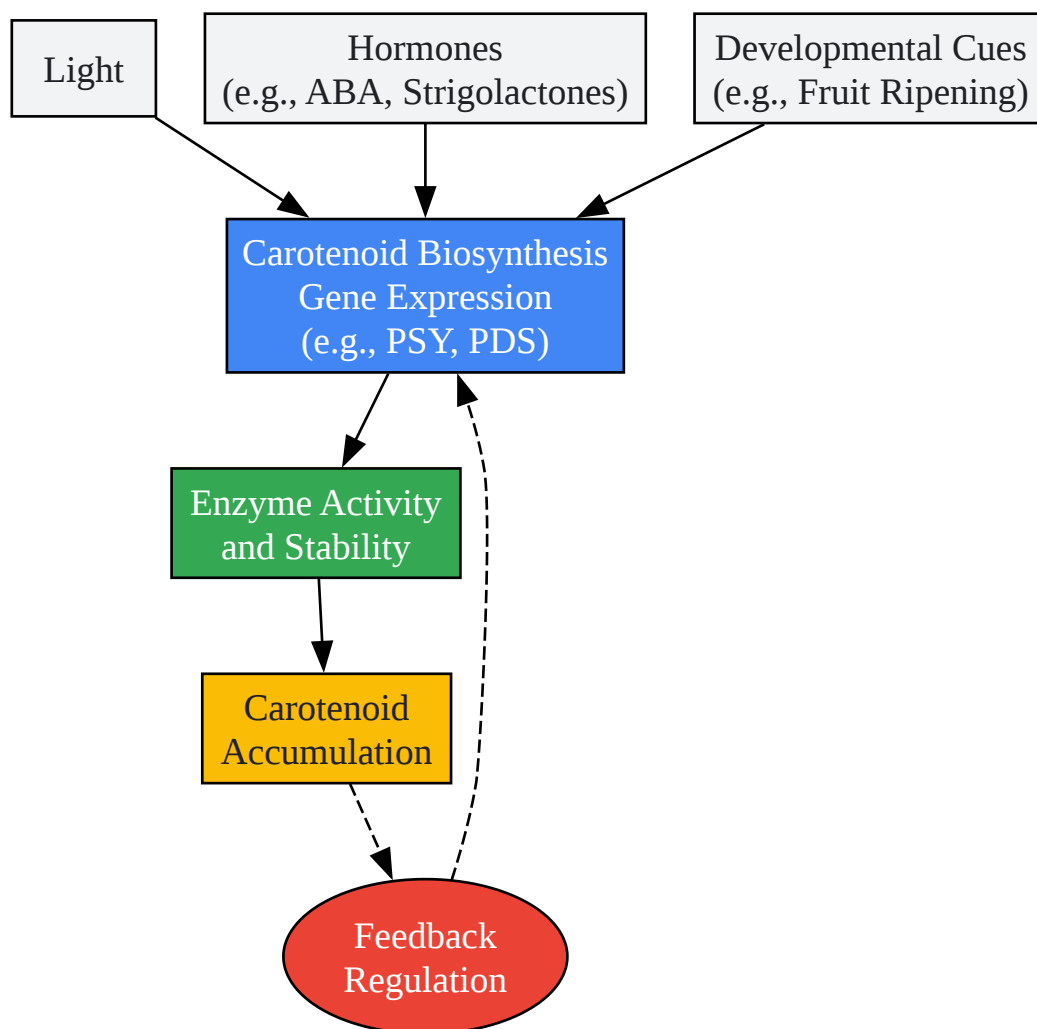 Light
Hormones
(e.g., ABA, Strigolactones)
Developmental Cues
(e.g., Fruit Ripening)
Carotenoid Biosynthesis
Gene Expression
(e.g., PSY, PDS)
Enzyme Activity
and Stability
Carotenoid
Accumulation
Feedback
Regulation